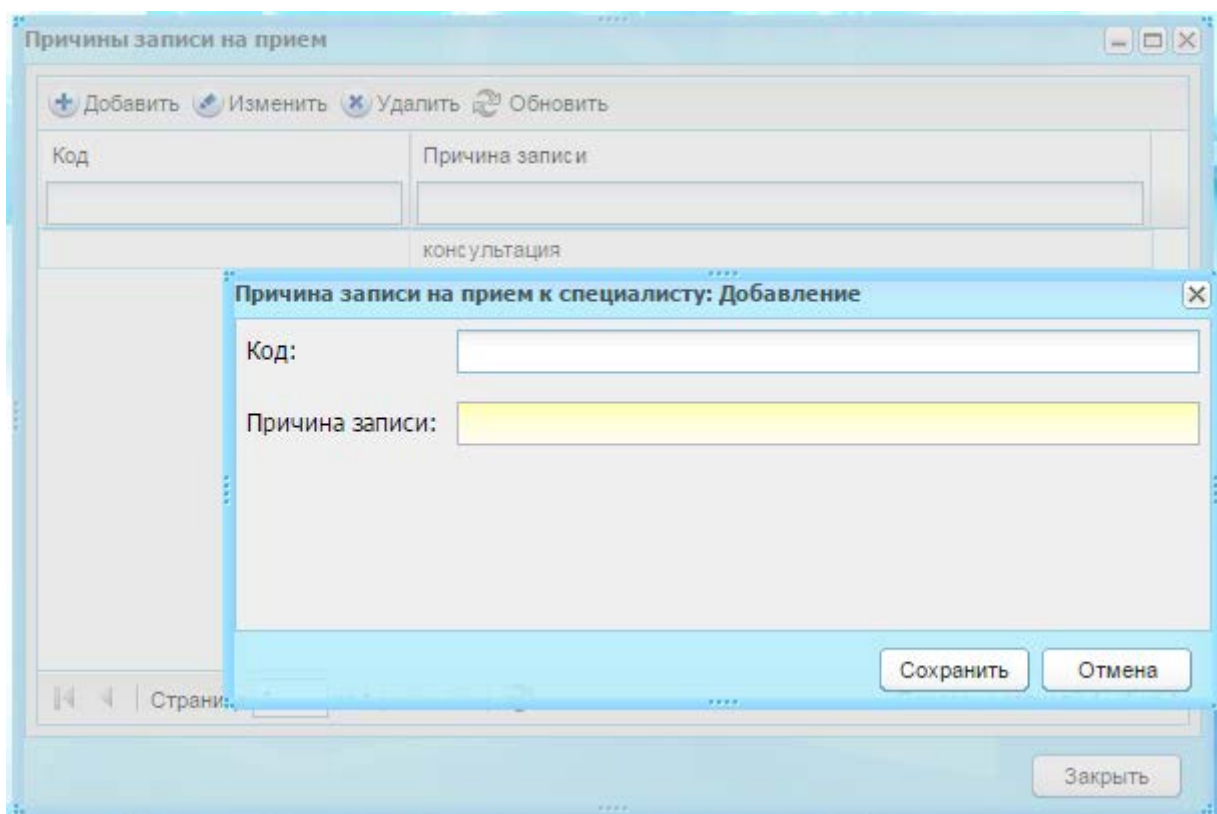 Причины записи на прием
Добавить Изменить Удалить Обновить
Код Причина записи
консультация
Причина записи на прием к специалисту: Добавление
Код:
Причина записи:
Сохранить Отмена
Закрыть